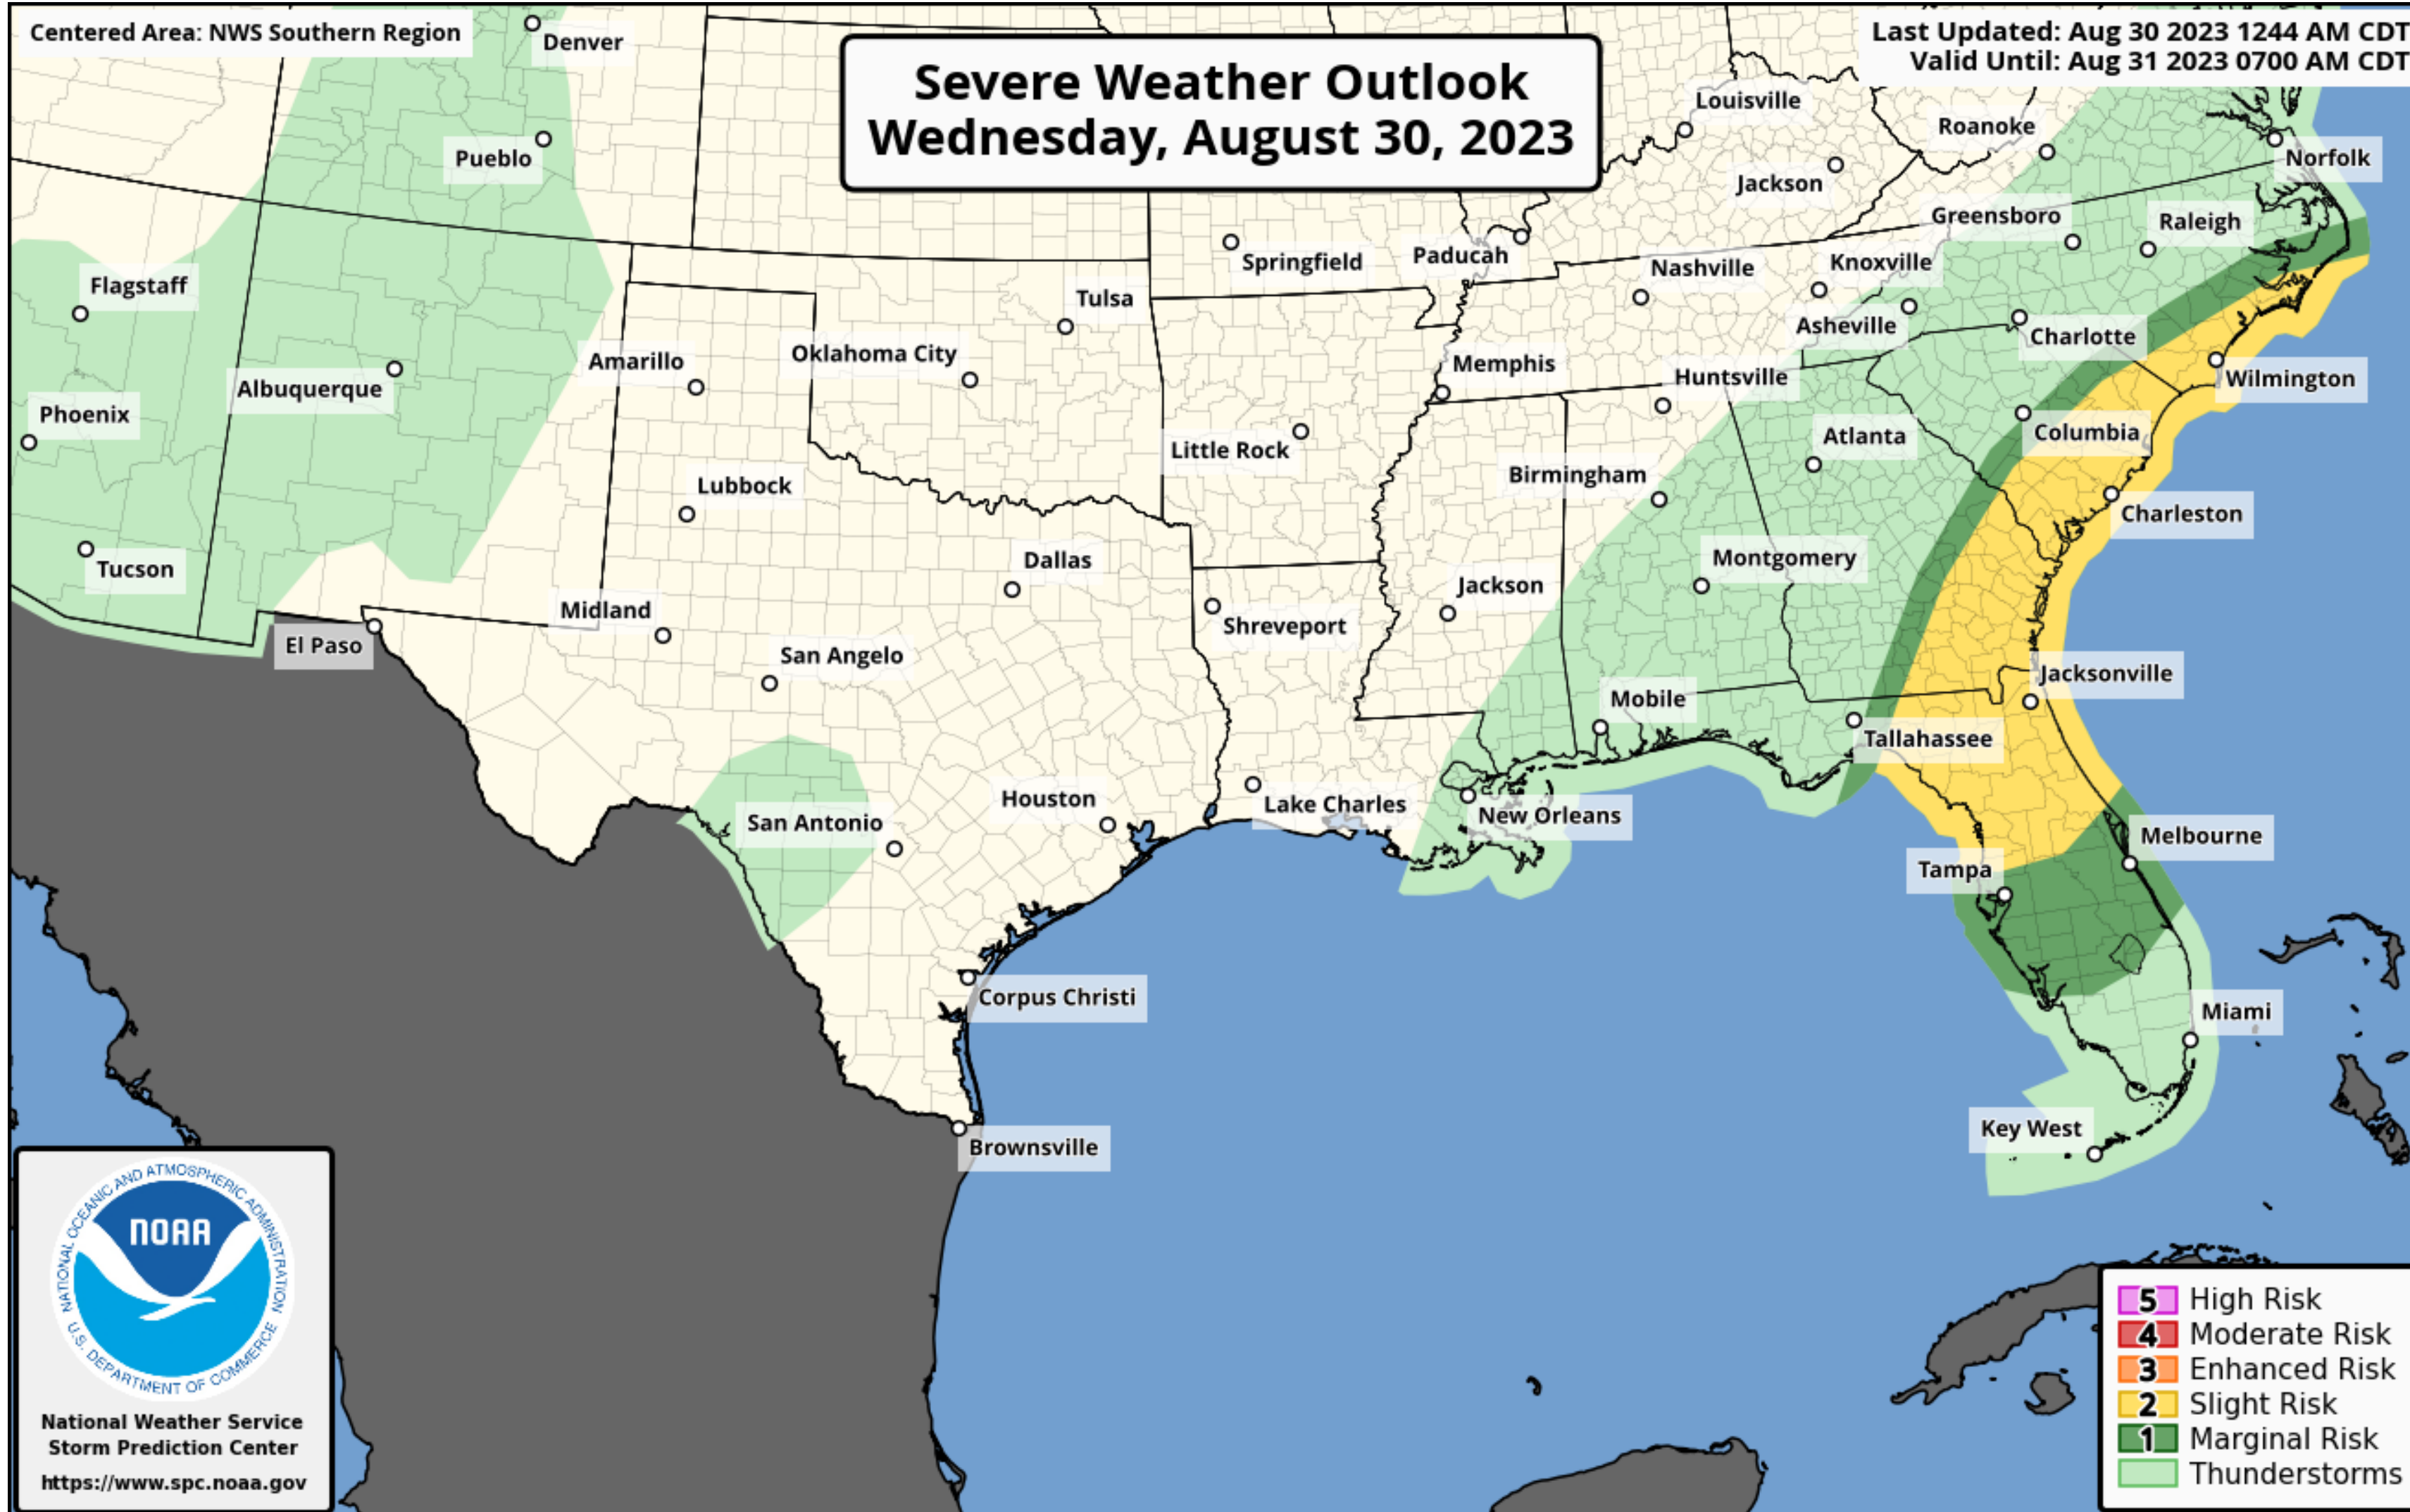 Centered Area: NWS Southern Region
Last Updated: Aug 30 2023 1244 AM CDT
Valid Until: Aug 31 2023 0700 AM CDT
Severe Weather Outlook
Wednesday, August 30, 2023
Denver
Louisville
Roanoke
Pueblo
Norfolk
Jackson
Greensboro
Raleigh
Springfield
Paducah
Nashville
Knoxville
Flagstaff
Tulsa
Asheville
Charlotte
Amarillo
Oklahoma City
Memphis
Huntsville
Wilmington
Albuquerque
Phoenix
Columbia
Atlanta
Little Rock
Birmingham
Lubbock
Charleston
Dallas
Montgomery
Tucson
Jackson
Midland
Shreveport
El Paso
San Angelo
Jacksonville
Mobile
Tallahassee
Houston
Lake Charles
New Orleans
San Antonio
Melbourne
Tampa
Corpus Christi
Miami
Key West
Brownsville
NATIONAL OCEANIC AND ATMOSPHERIC ADMINISTRATION
NOAA
U.S. DEPARTMENT OF COMMERCE
National Weather Service
Storm Prediction Center
https://www.spc.noaa.gov
5 High Risk
4 Moderate Risk
3 Enhanced Risk
2 Slight Risk
1 Marginal Risk
Thunderstorms